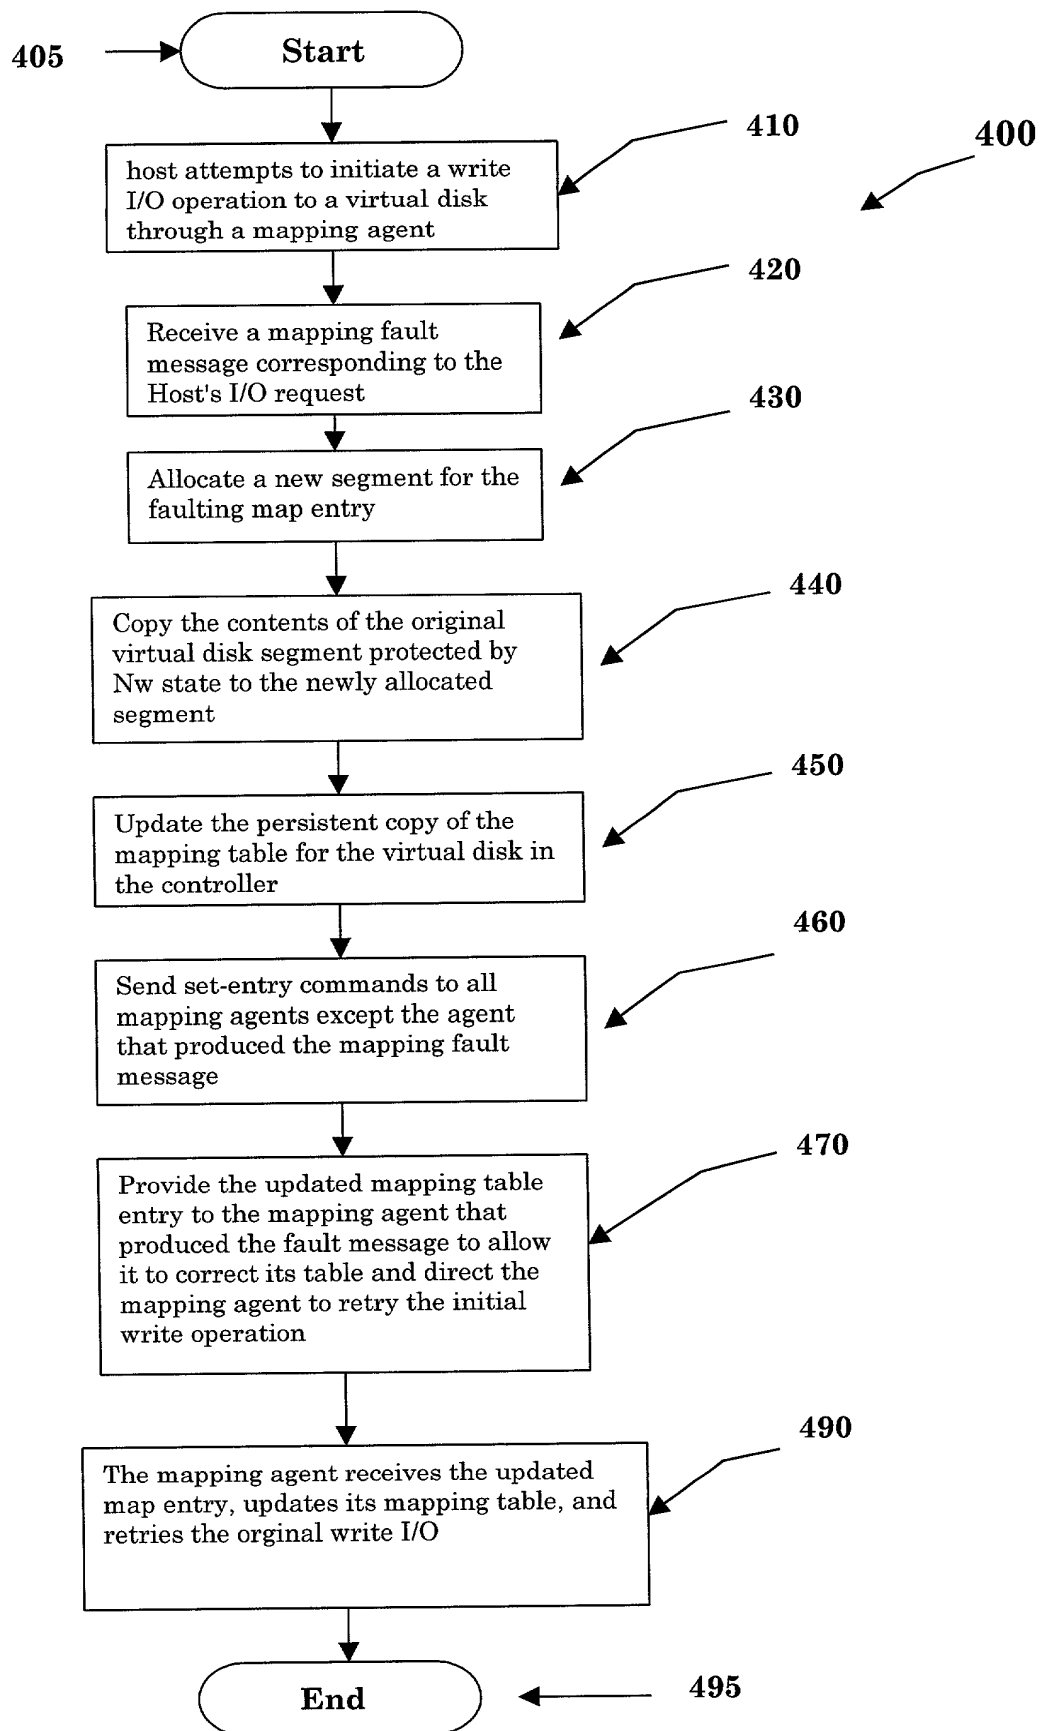 405
Start
410
400
host attempts to initiate a write
I/O operation to a virtual disk
through a mapping agent
420
Receive a mapping fault
message corresponding to the
Host's I/O request
430
Allocate a new segment for the
faulting map entry
440
Copy the contents of the original
virtual disk segment protected by
Nw state to the newly allocated
segment
450
Update the persistent copy of the
mapping table for the virtual disk in
the controller
460
Send set-entry commands to all
mapping agents except the agent
that produced the mapping fault
message
470
Provide the updated mapping table
entry to the mapping agent that
produced the fault message to allow
it to correct its table and direct the
mapping agent to retry the initial
write operation
490
The mapping agent receives the updated
map entry, updates its mapping table, and
retries the orginal write I/O
End
495